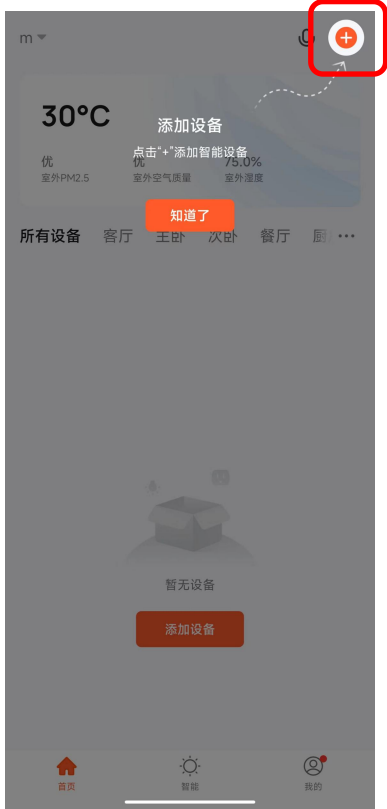 m
30°C
添加设备
点击“+”添加智能设备
优
优
75.0%
室外PM2.5
室外空气质量
室外湿度
知道了
所有设备 客厅 主卧 次卧 餐厅 厨
暂无设备
添加设备
首页
智能
我的